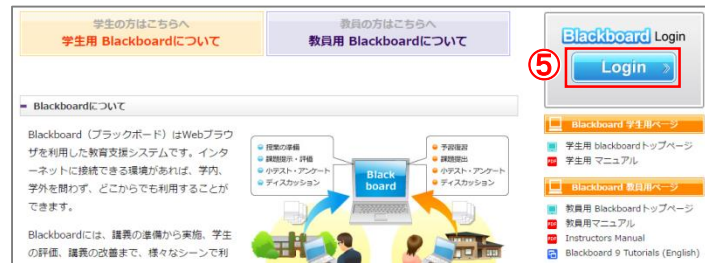 学生の方はこちらへ
学生用 Blackboardについて
教員の方はこちらへ
教員用 Blackboardについて
Blackboardについて
Blackboard（ブラックボード）はWebブラウ
ザを利用した教育支援システムです。インタ
ーネットに接続できる環境があれば、学内、
学外を問わず、どこからでも利用することが
できます。
Blackboardには、講義の準備から実施、学生
の評価、講義の改善まで、様々なシーンで利
授業の準備
課題提示・評価
小テスト・アンケート
ディスカッション
Black
board
予習復習
課題提出
小テスト・アンケート
ディスカッション
Blackboard Login
⑤
Login
Blackboard 学生用ページ
学生用 blackboardトップページ
PDF
学生用 マニュアル
Blackboard 教員用ページ
教員用 Blackboardトップページ
PDF
教員用マニュアル
PDF
Instructors Manual
Blackboard 9 Tutorials (English)